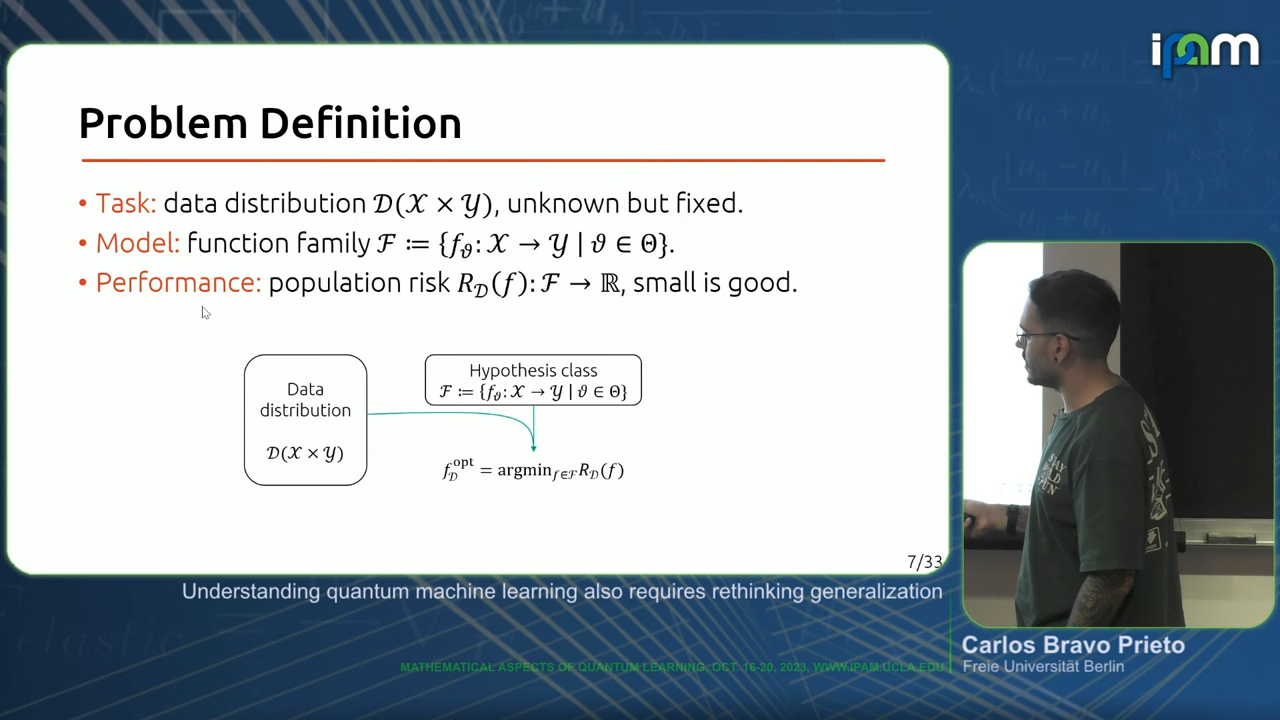 ipam
Problem Definition
• Task: data distribution 𝒟(𝒳 × 𝒴), unknown but fixed.
• Model: function family ℱ ≔ {f_ϑ: 𝒳 → 𝒴 | ϑ ∈ Θ}.
• Performance: population risk R_𝒟(f): ℱ → ℝ, small is good.
Data
distribution
𝒟(𝒳 × 𝒴)
Hypothesis class
ℱ ≔ {f_ϑ: 𝒳 → 𝒴 | ϑ ∈ Θ}
f_𝒟^opt = argmin_{f∈ℱ} R_𝒟(f)
7/33
Understanding quantum machine learning also requires rethinking generalization
Carlos Bravo Prieto
Freie Universität Berlin
MATHEMATICAL ASPECTS OF QUANTUM LEARNING, OCT. 16-20, 2023, WWW.IPAM.UCLA.EDU
elastic